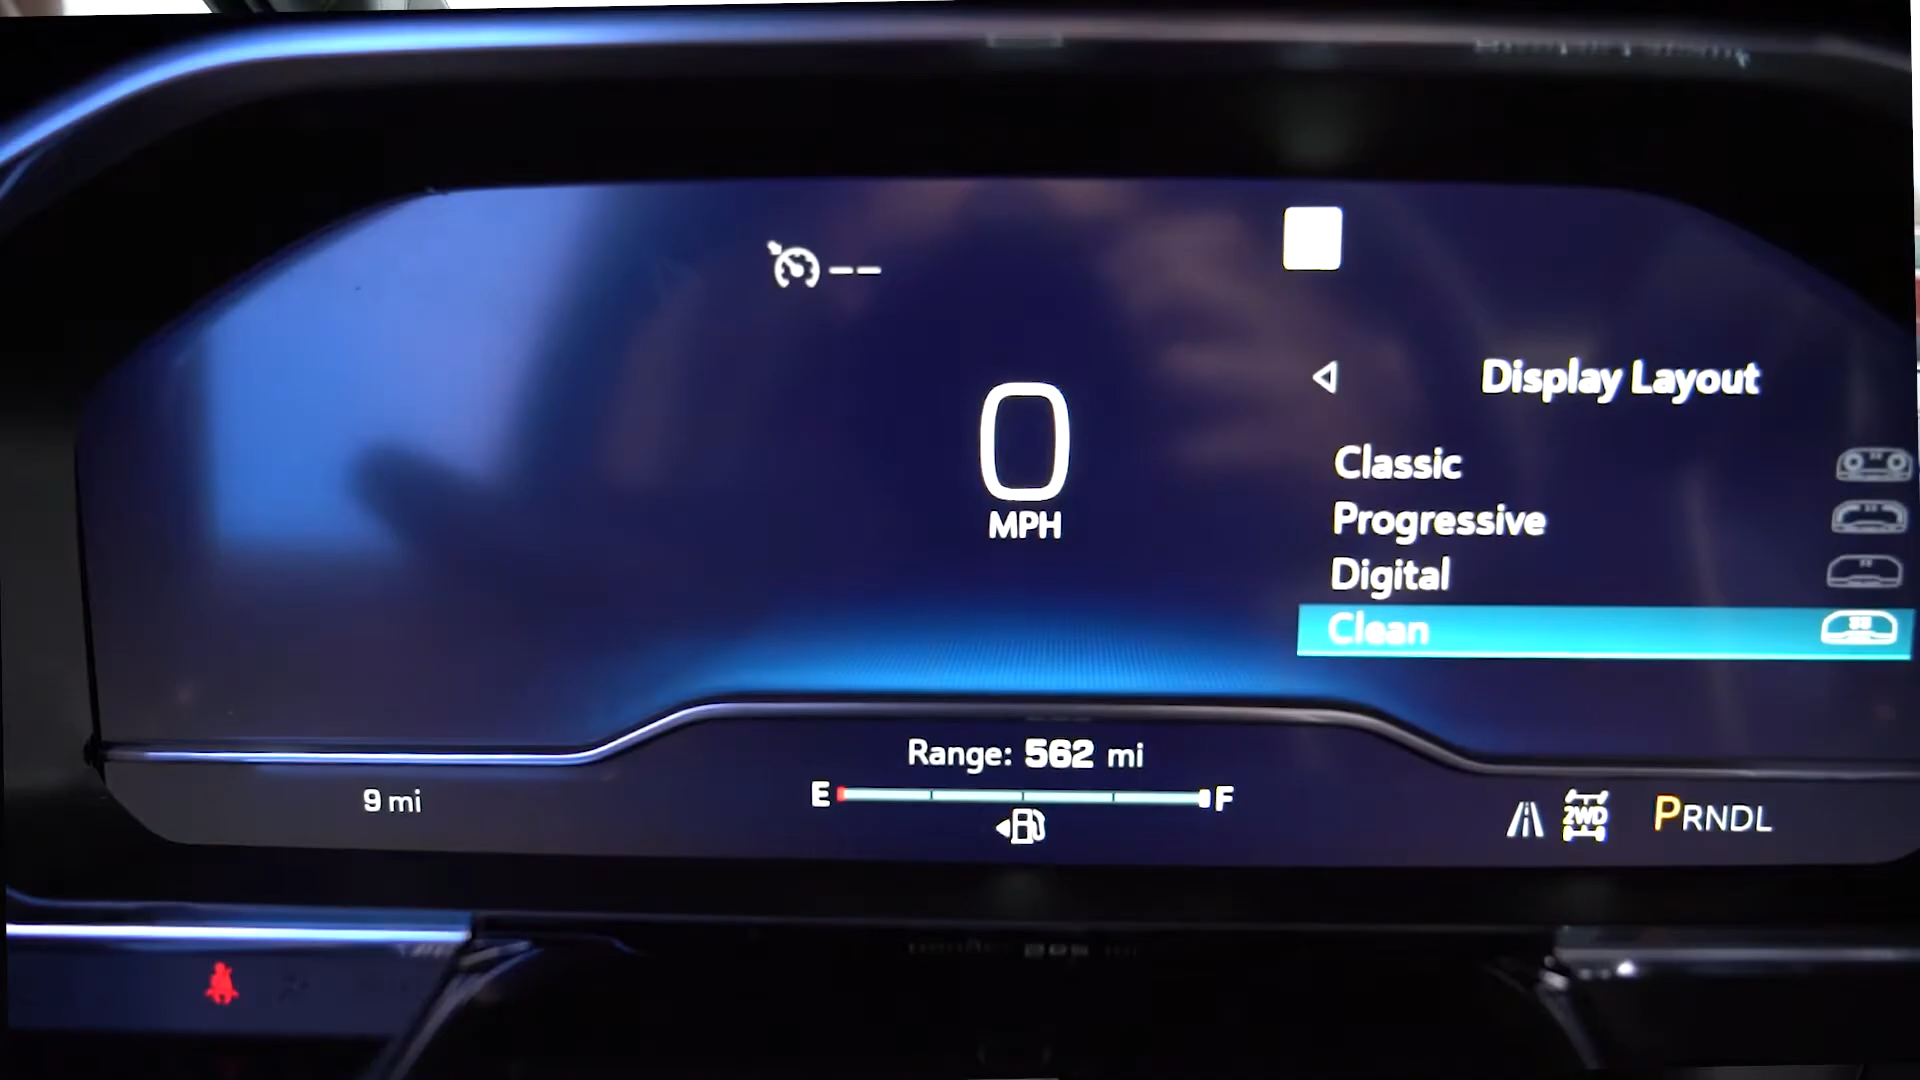 --
0
MPH
Display Layout
Classic
Progressive
Digital
Clean
Range: 562 mi
E F
9 mi
2WD
PRNDL